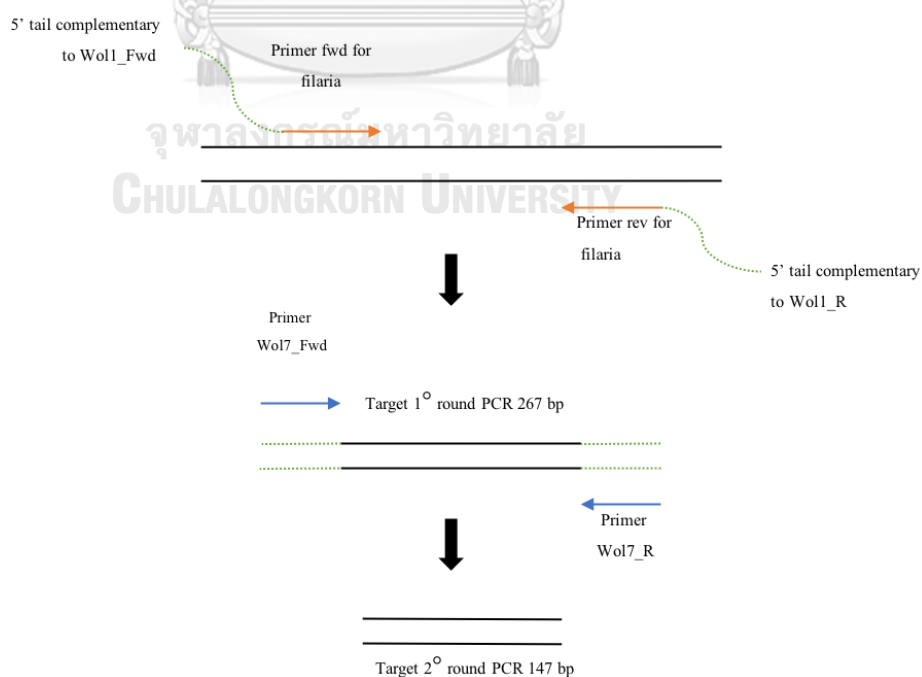 5’ tail complementary
to Wol1_Fwd
Primer fwd for
filaria
จุฬาลงกรณ์มหาวิทยาลัย
CHULALONGKORN UNIVERSITY
Primer rev for
filaria
5’ tail complementary
to Wol1_R
Primer
Wol7_Fwd
Target 1° round PCR 267 bp
Primer
Wol7_R
Target 2° round PCR 147 bp